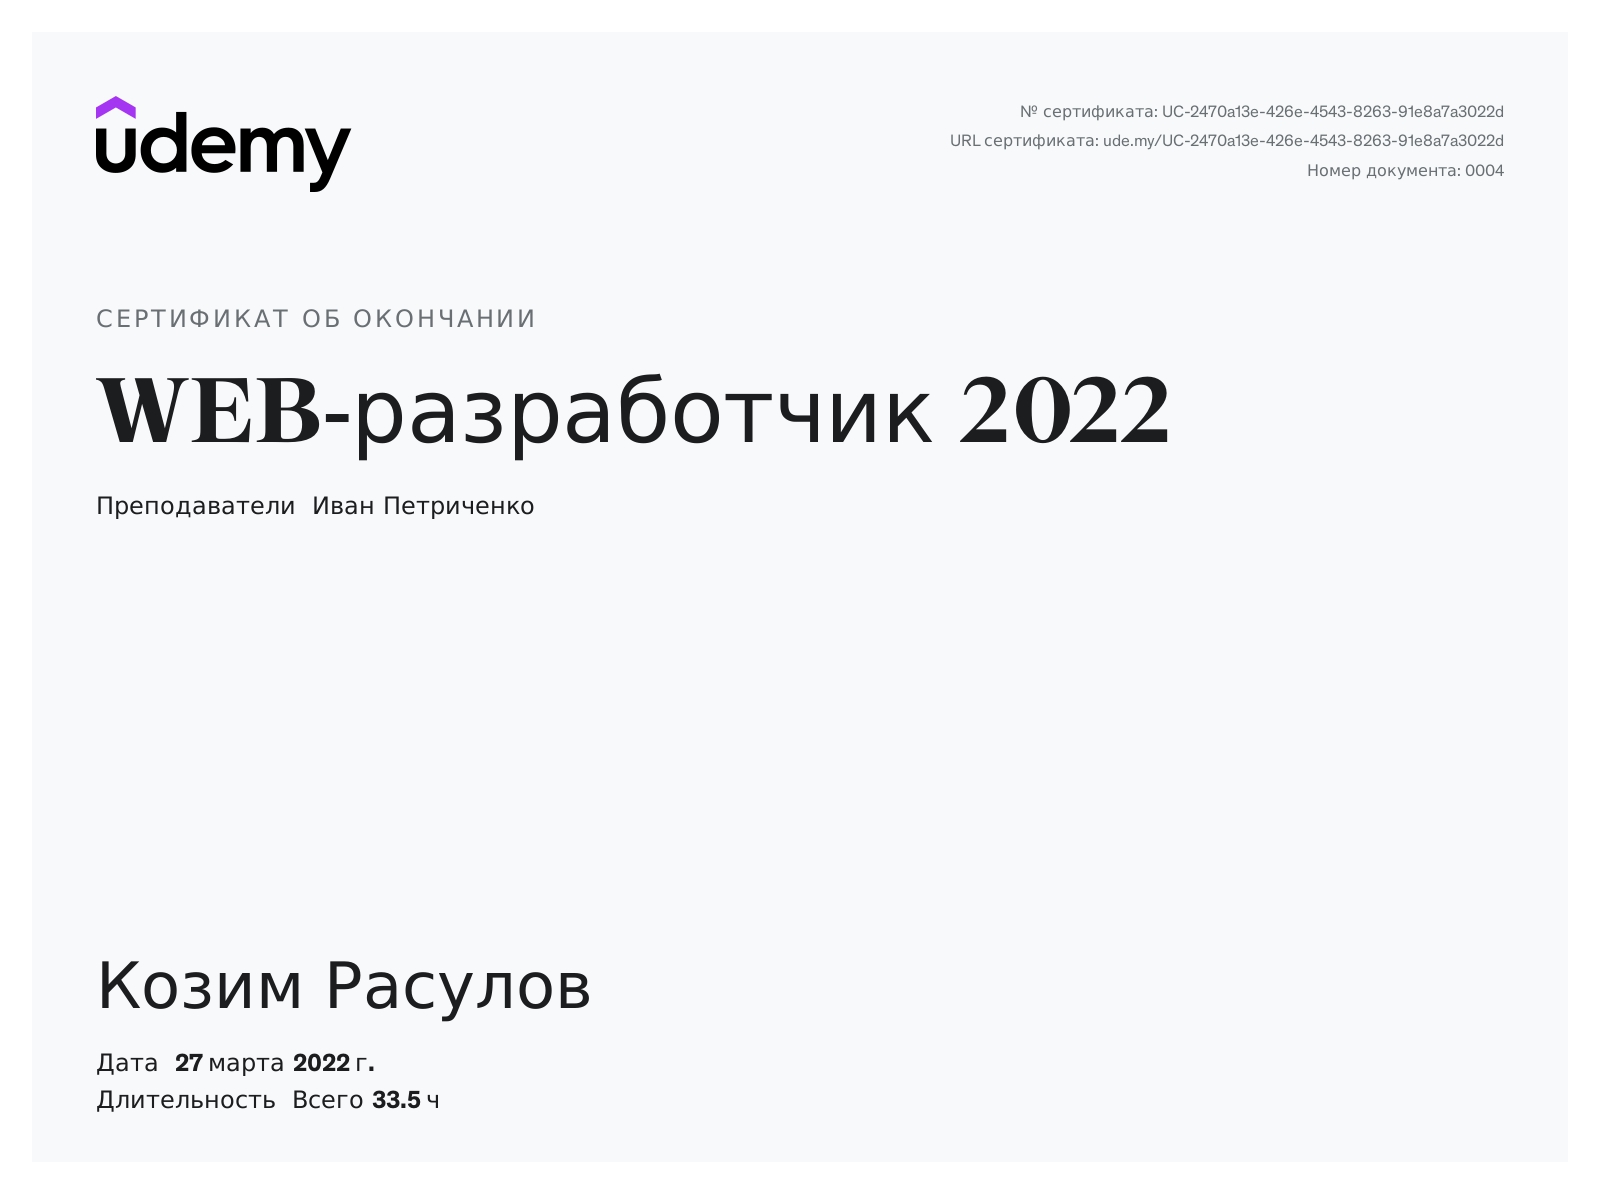 udemy
№ сертификата: UC-2470a13e-426e-4543-8263-91e8a7a3022d
URL сертификата: ude.my/UC-2470a13e-426e-4543-8263-91e8a7a3022d
Номер документа: 0004
СЕРТИФИКАТ ОБ ОКОНЧАНИИ
WEB-разработчик 2022
Преподаватели Иван Петриченко
Козим Расулов
Дата 27 марта 2022 г.
Длительность Всего 33.5 ч